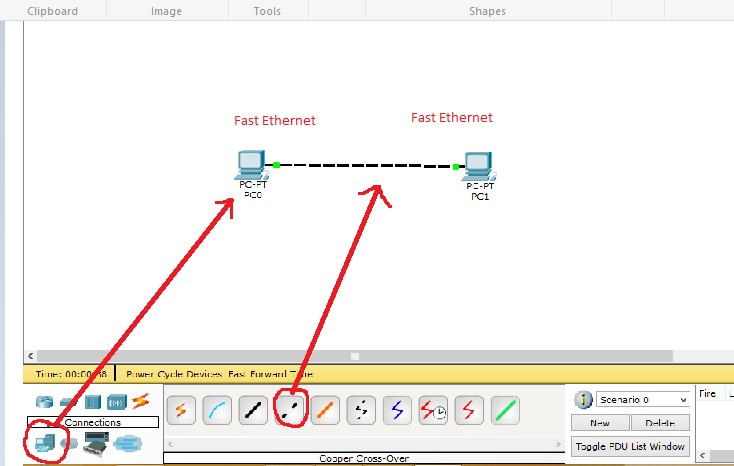 Clipboard Image Tools Shapes
Fast Ethernet Fast Ethernet
PC-PT PC-PT
PC0 PC1
Power Cycle Devices Fast Forward Time
Fire
Scenario 0
Connections
New Delete
Toggle PDU List Window
Copper Cross-Over